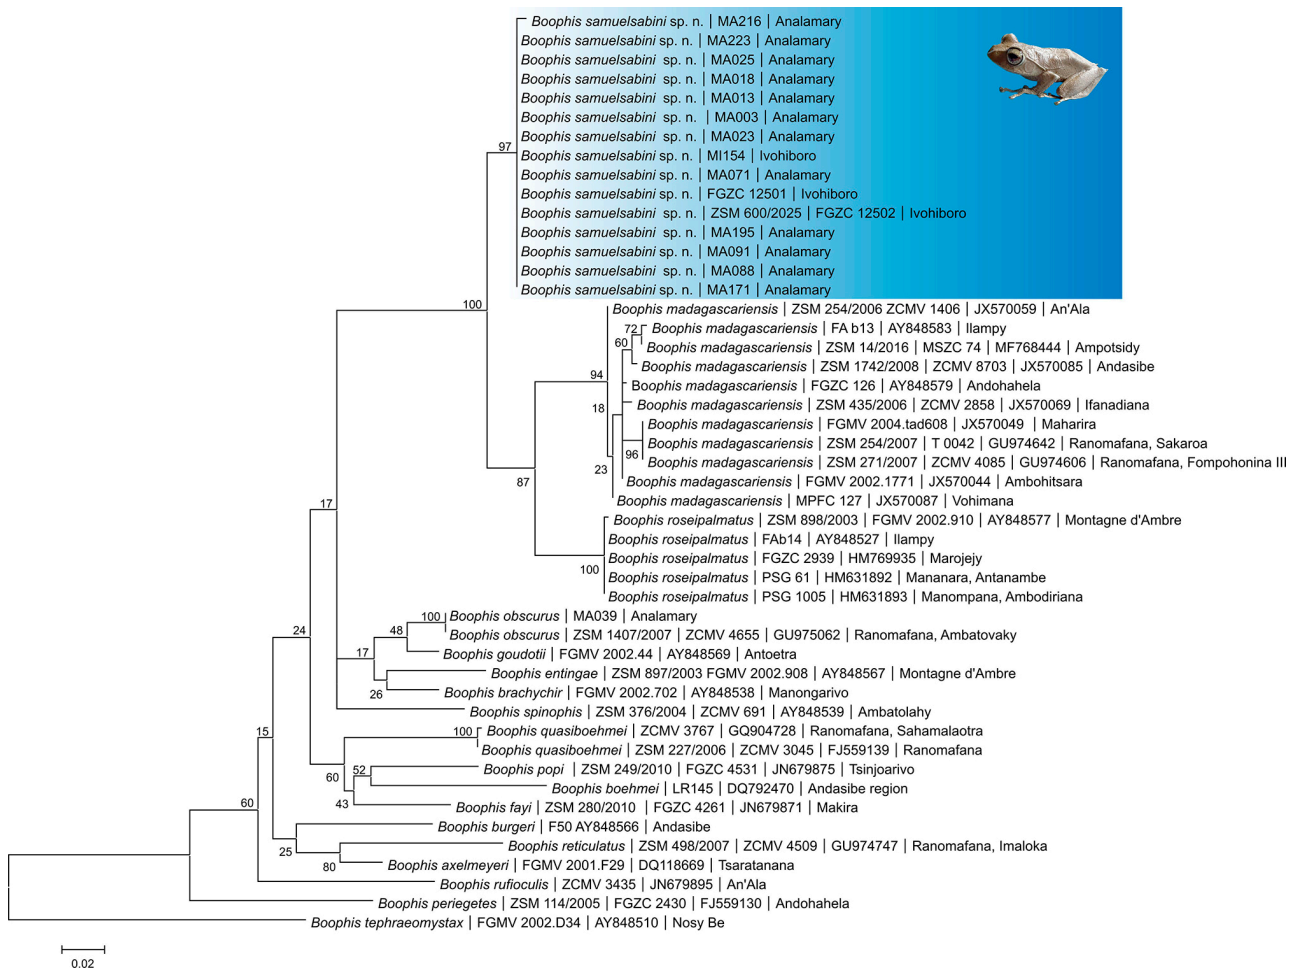 Boophis samuelsabini sp. n. | MA216 | Analamary
Boophis samuelsabini sp. n. | MA223 | Analamary
Boophis samuelsabini sp. n. | MA025 | Analamary
Boophis samuelsabini sp. n. | MA018 | Analamary
Boophis samuelsabini sp. n. | MA013 | Analamary
Boophis samuelsabini sp. n. | MA003 | Analamary
Boophis samuelsabini sp. n. | MA023 | Analamary
97
Boophis samuelsabini sp. n. | MI154 | Ivohiboro
Boophis samuelsabini sp. n. | MA071 | Analamary
Boophis samuelsabini sp. n. | FGZC 12501 | Ivohiboro
Boophis samuelsabini sp. n. | ZSM 600/2025 | FGZC 12502 | Ivohiboro
Boophis samuelsabini sp. n. | MA195 | Analamary
Boophis samuelsabini sp. n. | MA091 | Analamary
Boophis samuelsabini sp. n. | MA088 | Analamary
Boophis samuelsabini sp. n. | MA171 | Analamary
100
Boophis madagascariensis | ZSM 254/2006 ZCMV 1406 | JX570059 | An'Ala
72
Boophis madagascariensis | FA b13 | AY848583 | Ilampy
60
Boophis madagascariensis | ZSM 14/2016 | MSZC 74 | MF768444 | Ampotsidy
Boophis madagascariensis | ZSM 1742/2008 | ZCMV 8703 | JX570085 | Andasibe
94
Boophis madagascariensis | FGZC 126 | AY848579 | Andohahela
18
Boophis madagascariensis | ZSM 435/2006 | ZCMV 2858 | JX570069 | Ifanadiana
Boophis madagascariensis | FGMV 2004.tad608 | JX570049 | Maharira
Boophis madagascariensis | ZSM 254/2007 | T 0042 | GU974642 | Ranomafana, Sakaroa
96
Boophis madagascariensis | ZSM 271/2007 | ZCMV 4085 | GU974606 | Ranomafana, Fompohonina III
23
87
Boophis madagascariensis | FGMV 2002.1771 | JX570044 | Ambohitsara
Boophis madagascariensis | MPFC 127 | JX570087 | Vohimana
17
Boophis roseipalmatus | ZSM 898/2003 | FGMV 2002.910 | AY848577 | Montagne d'Ambre
Boophis roseipalmatus | FAb14 | AY848527 | Ilampy
Boophis roseipalmatus | FGZC 2939 | HM769935 | Marojejy
100
Boophis roseipalmatus | PSG 61 | HM631892 | Mananara, Antanambe
Boophis roseipalmatus | PSG 1005 | HM631893 | Manompana, Ambodiriana
100
Boophis obscurus | MA039 | Analamary
24
48
Boophis obscurus | ZSM 1407/2007 | ZCMV 4655 | GU975062 | Ranomafana, Ambatovaky
17
Boophis goudotii | FGMV 2002.44 | AY848569 | Antoetra
Boophis entingae | ZSM 897/2003 FGMV 2002.908 | AY848567 | Montagne d'Ambre
26
Boophis brachychir | FGMV 2002.702 | AY848538 | Manongarivo
Boophis spinophis | ZSM 376/2004 | ZCMV 691 | AY848539 | Ambatolahy
15
100
Boophis quasiboehmei | ZCMV 3767 | GQ904728 | Ranomafana, Sahamalaotra
Boophis quasiboehmei | ZSM 227/2006 | ZCMV 3045 | FJ559139 | Ranomafana
60
52
Boophis popi | ZSM 249/2010 | FGZC 4531 | JN679875 | Tsinjoarivo
Boophis boehmei | LR145 | DQ792470 | Andasibe region
60
43
Boophis fayi | ZSM 280/2010 | FGZC 4261 | JN679871 | Makira
Boophis burgeri | F50 AY848566 | Andasibe
25
Boophis reticulatus | ZSM 498/2007 | ZCMV 4509 | GU974747 | Ranomafana, Imaloka
80
Boophis axelmeyeri | FGMV 2001.F29 | DQ118669 | Tsaratanana
Boophis rufioculis | ZCMV 3435 | JN679895 | An'Ala
Boophis periegetes | ZSM 114/2005 | FGZC 2430 | FJ559130 | Andohahela
Boophis tephraeomystax | FGMV 2002.D34 | AY848510 | Nosy Be
0.02